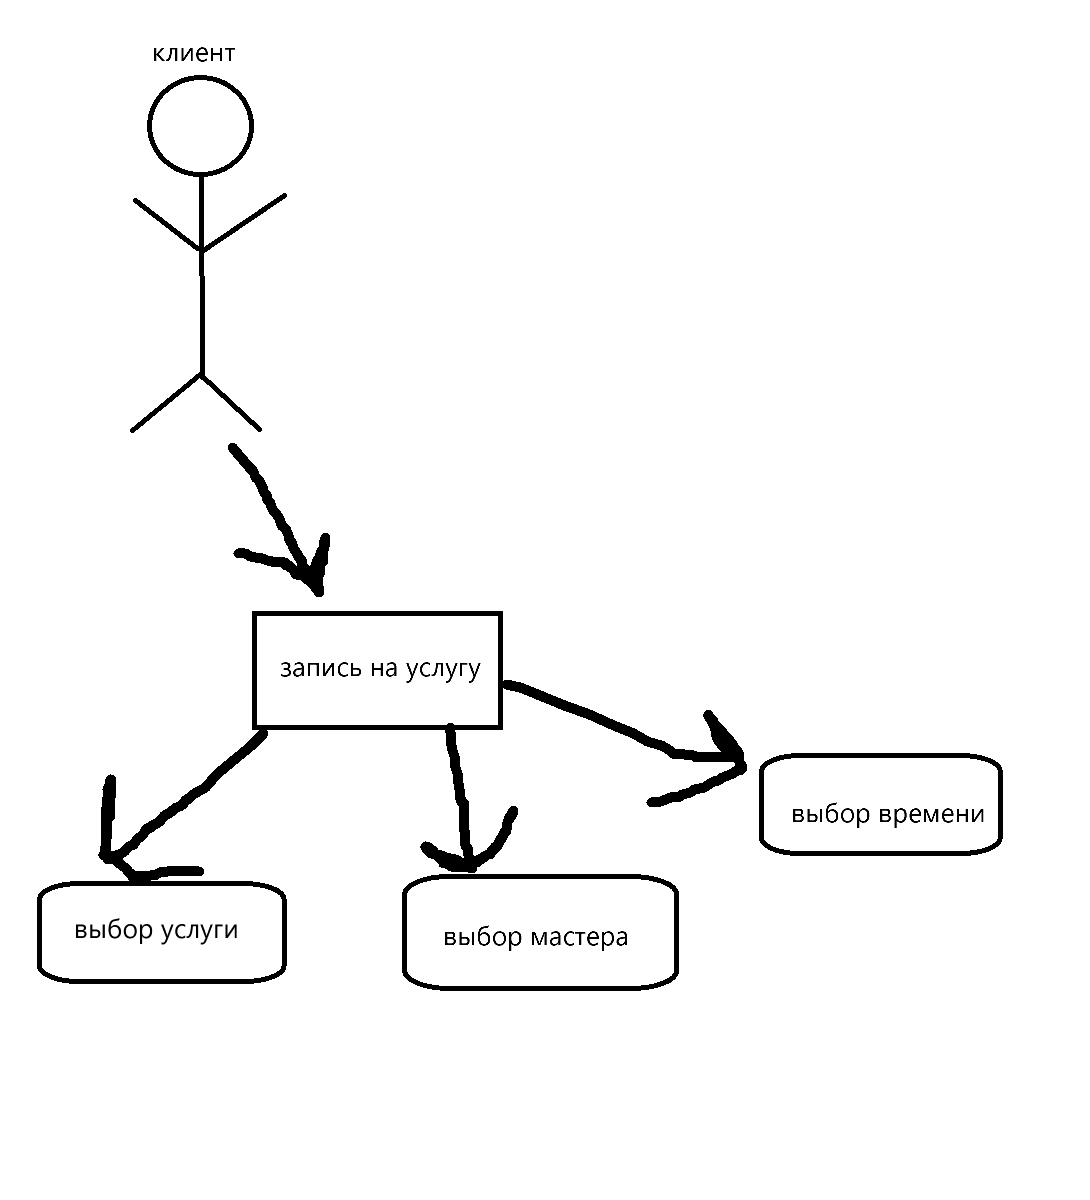 клиент
запись на услугу
выбор времени
выбор услуги
выбор мастера